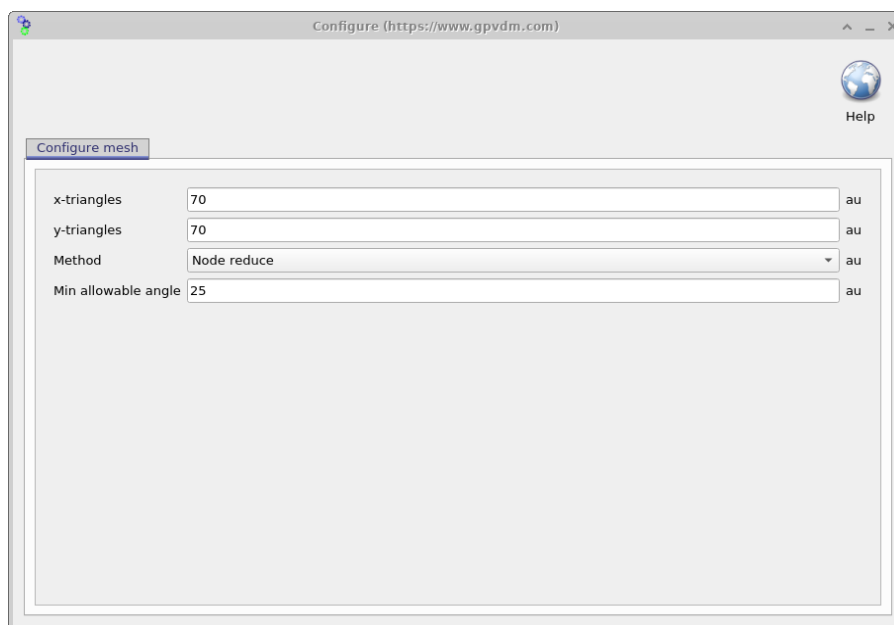 Configure (https://www.gpvdm.com)
Help
Configure mesh
x-triangles 70 au
y-triangles 70 au
Method Node reduce au
Min allowable angle 25 au